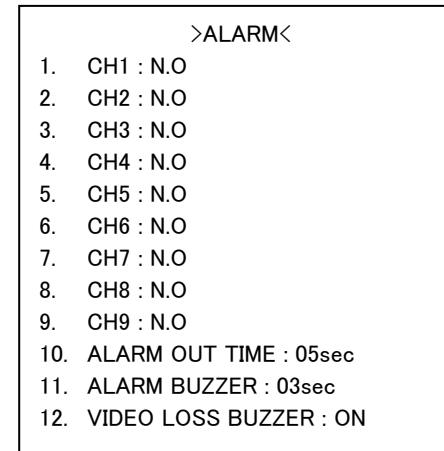 >ALARM<
1. CH1 : N.O
2. CH2 : N.O
3. CH3 : N.O
4. CH4 : N.O
5. CH5 : N.O
6. CH6 : N.O
7. CH7 : N.O
8. CH8 : N.O
9. CH9 : N.O
10. ALARM OUT TIME : 05sec
11. ALARM BUZZER : 03sec
12. VIDEO LOSS BUZZER : ON